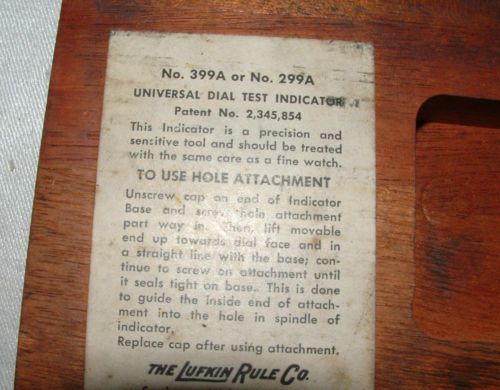 No. 399A or No. 299A
UNIVERSAL DIAL TEST INDICATOR
Patent No. 2,345,854
This Indicator is a precision and
sensitive tool and should be treated
with the same care as a fine watch.
TO USE HOLE ATTACHMENT
Unscrew cap on end of Indicator
Base and screw hole attachment
part way in. Then, lift movable
end up towards dial face and in
a straight line with the base; con-
tinue to screw on attachment until
it seals tight on base. This is done
to guide the inside end of attach-
ment into the hole in spindle of
indicator.
Replace cap after using attachment.
THE LUFKIN RULE CO.